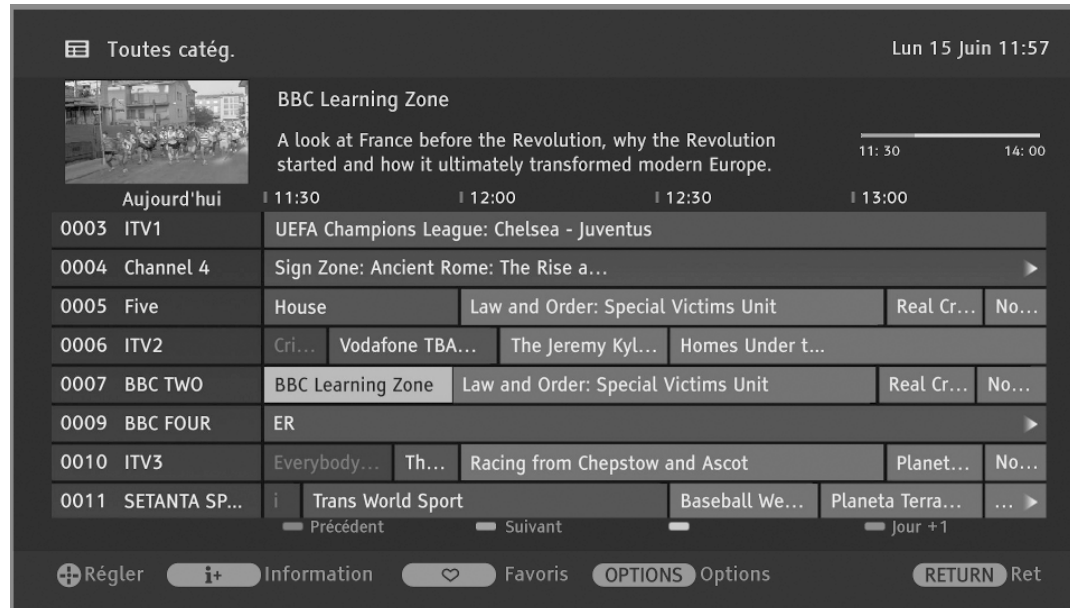 Toutes catég. Lun 15 Juin 11:57
BBC Learning Zone
A look at France before the Revolution, why the Revolution
started and how it ultimately transformed modern Europe.
11: 30 14: 00
Aujourd'hui 11:30 12:00 12:30 13:00
0003 ITV1 UEFA Champions League: Chelsea - Juventus
0004 Channel 4 Sign Zone: Ancient Rome: The Rise a...
0005 Five House Law and Order: Special Victims Unit Real Cr... No...
0006 ITV2 Cri... Vodafone TBA... The Jeremy Kyl... Homes Under t...
0007 BBC TWO BBC Learning Zone Law and Order: Special Victims Unit Real Cr... No...
0009 BBC FOUR ER
0010 ITV3 Everybody... Th... Racing from Chepstow and Ascot Planet... No...
0011 SETANTA SP... i Trans World Sport Baseball We... Planeta Terra... ...
Précédent Suivant Jour +1
Régler i+ Information Favoris OPTIONS Options RETURN Ret